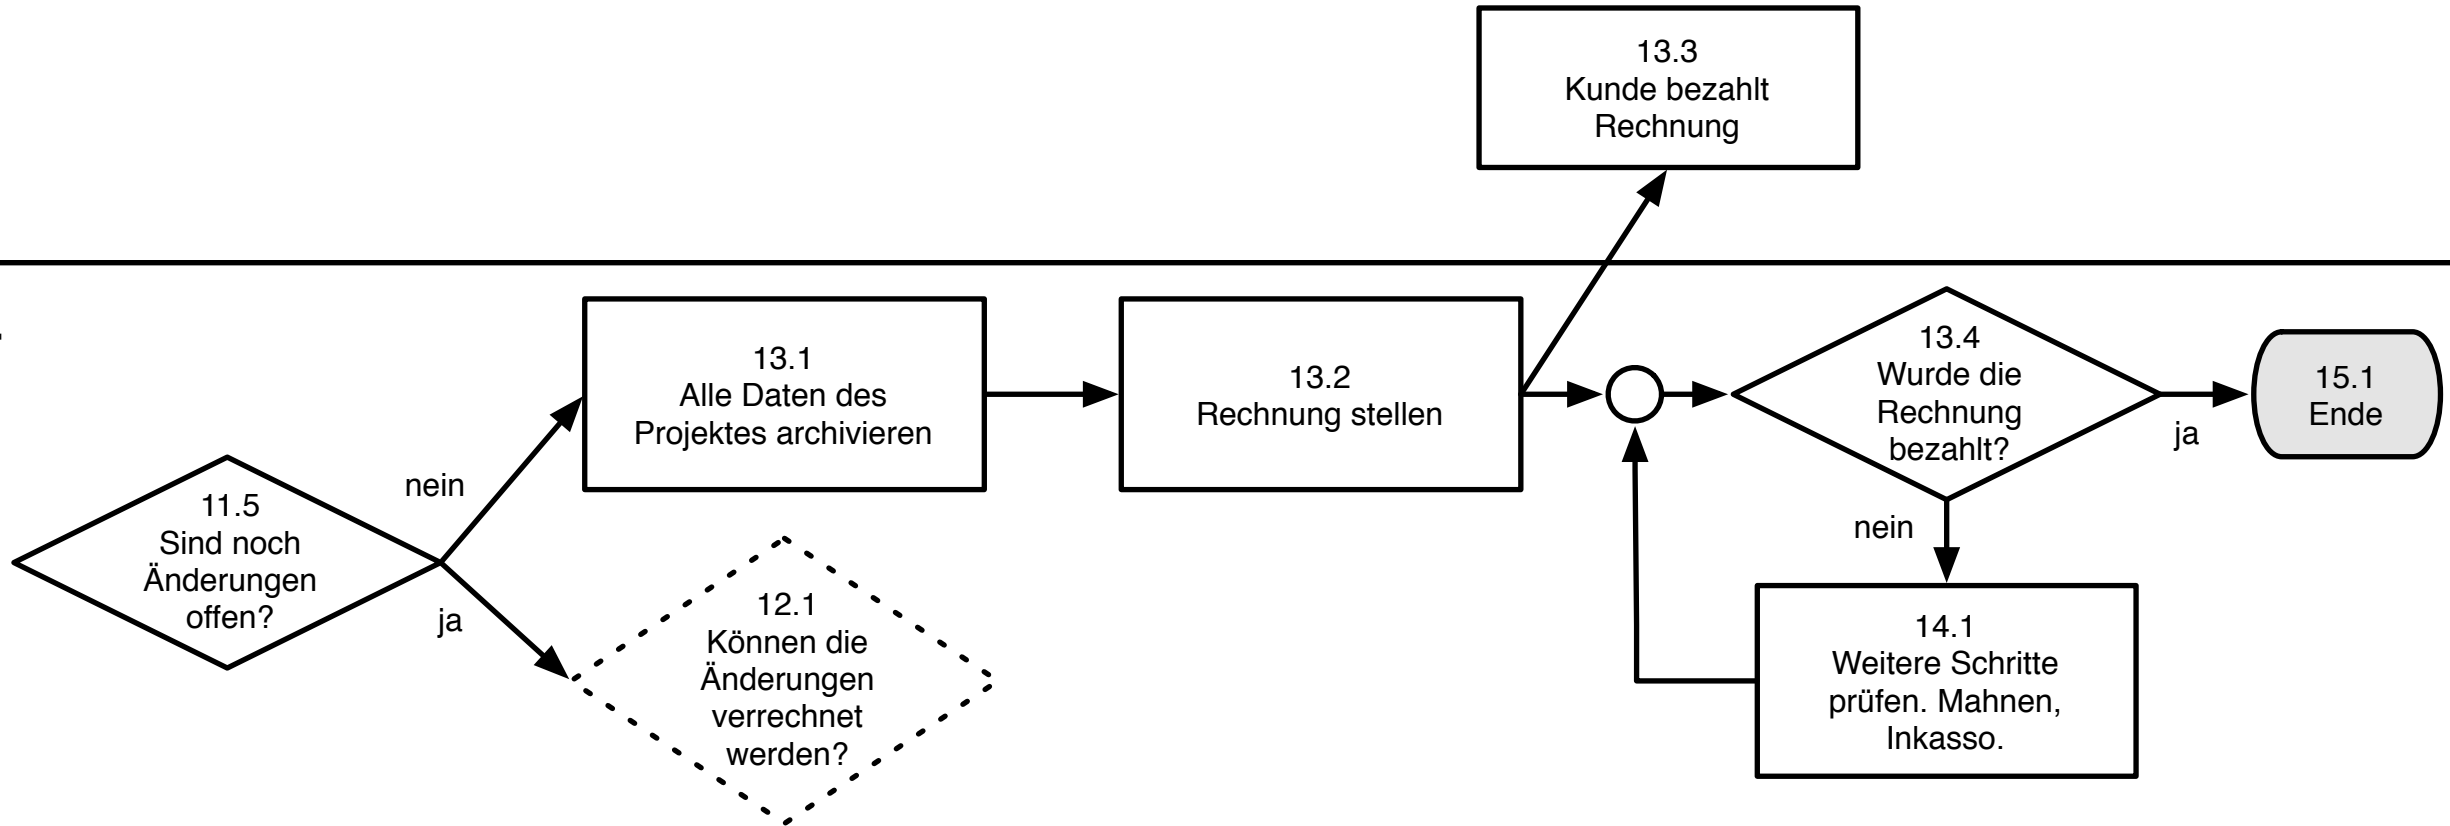 13.3
Kunde bezahlt
Rechnung
13.1
Alle Daten des
Projektes archivieren
13.2
Rechnung stellen
13.4
Wurde die
Rechnung
bezahlt?
ja
15.1
Ende
nein
11.5
Sind noch
Änderungen
offen?
nein
ja
12.1
Können die
Änderungen
verrechnet
werden?
14.1
Weitere Schritte
prüfen. Mahnen,
Inkasso.